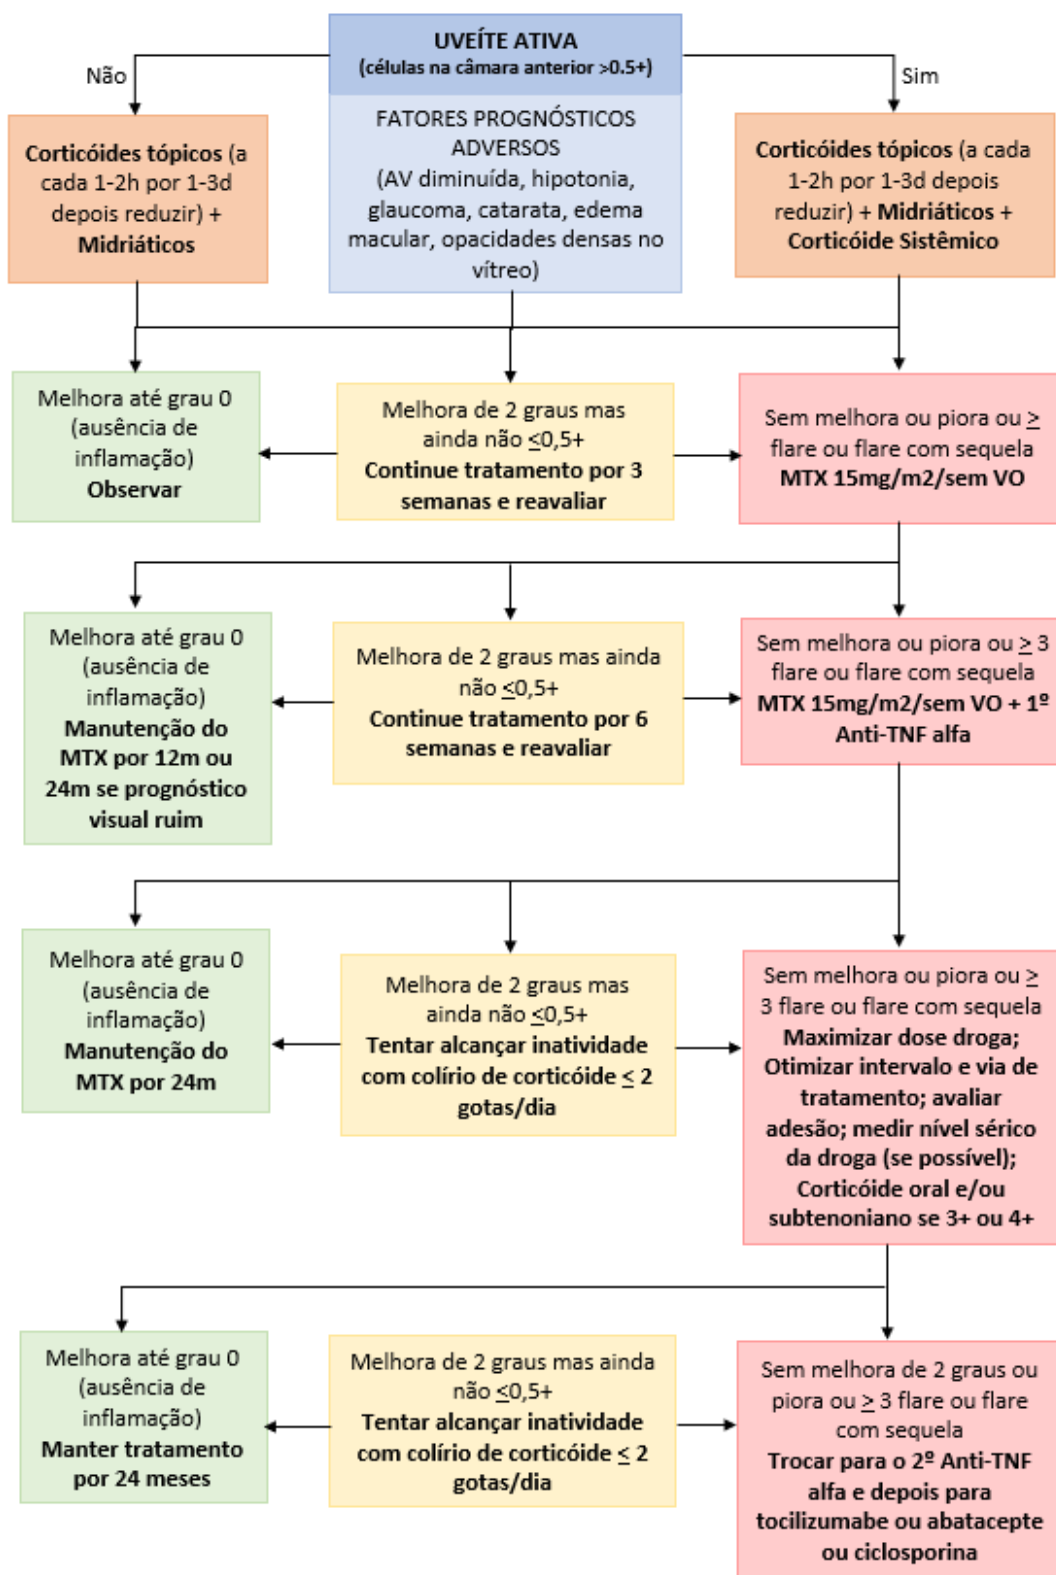 UVEÍTE ATIVA
(células na câmara anterior >0.5+)
Não
Sim
FATORES PROGNÓSTICOS
ADVERSOS
(AV diminuída, hipotonia,
glaucoma, catarata, edema
macular, opacidades densas no
vítreo)
Corticóides tópicos (a
cada 1-2h por 1-3d
depois reduzir) +
Midriáticos
Corticóides tópicos (a cada
1-2h por 1-3d depois
reduzir) + Midriáticos +
Corticóide Sistêmico
Melhora até grau 0
(ausência de
inflamação)
Observar
Melhora de 2 graus mas
ainda não ≤0,5+
Continue tratamento por 3
semanas e reavaliar
Sem melhora ou piora ou ≥
flare ou flare com sequela
MTX 15mg/m2/sem VO
Melhora até grau 0
(ausência de
inflamação)
Manutenção do
MTX por 12m ou
24m se prognóstico
visual ruim
Melhora de 2 graus mas ainda
não ≤0,5+
Continue tratamento por 6
semanas e reavaliar
Sem melhora ou piora ou ≥ 3
flare ou flare com sequela
MTX 15mg/m2/sem VO + 1º
Anti-TNF alfa
Melhora até grau 0
(ausência de
inflamação)
Manutenção do
MTX por 24m
Melhora de 2 graus mas
ainda não ≤0,5+
Tentar alcançar inatividade
com colírio de corticóide ≤ 2
gotas/dia
Sem melhora ou piora ou ≥
3 flare ou flare com sequela
Maximizar dose droga;
Otimizar intervalo e via de
tratamento; avaliar
adesão; medir nível sérico
da droga (se possível);
Corticóide oral e/ou
subtenoniano se 3+ ou 4+
Melhora até grau 0
(ausência de
inflamação)
Manter tratamento
por 24 meses
Melhora de 2 graus mas ainda
não ≤0,5+
Tentar alcançar inatividade
com colírio de corticóide ≤ 2
gotas/dia
Sem melhora de 2 graus ou
piora ou ≥ 3 flare ou flare
com sequela
Trocar para o 2º Anti-TNF
alfa e depois para
tocilizumabe ou abatacepte
ou ciclosporina